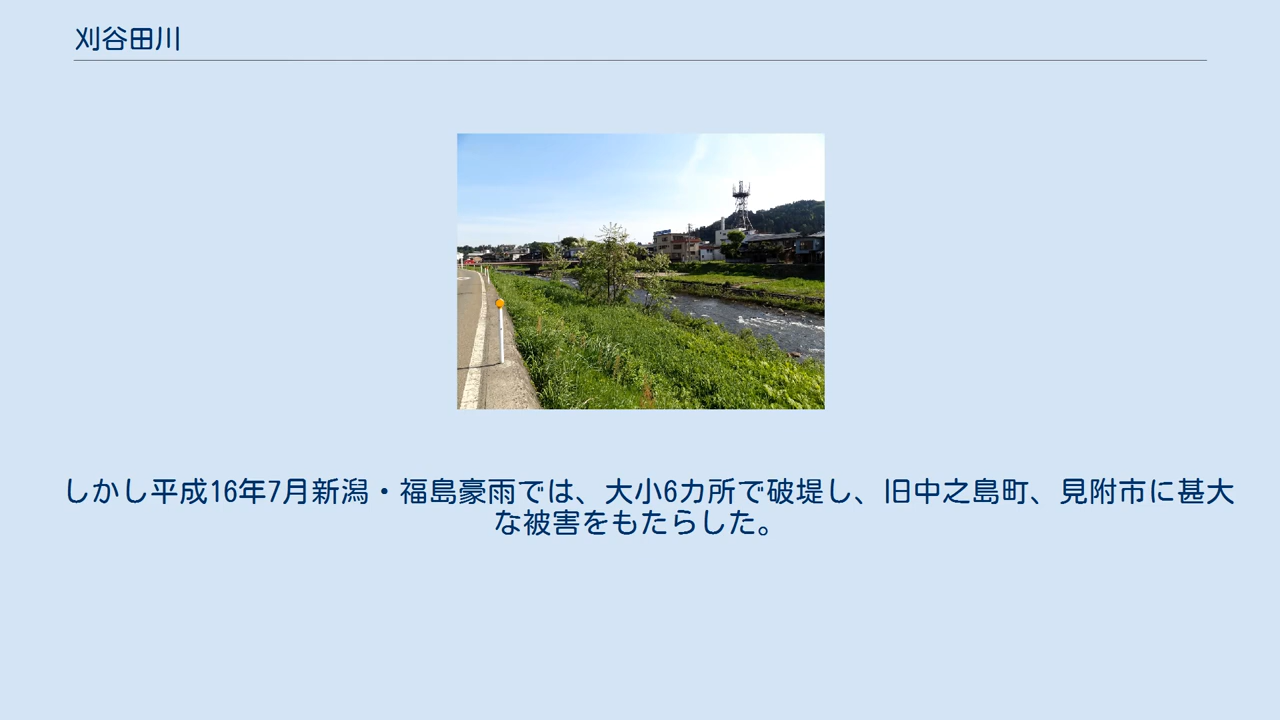 刈谷田川
しかし平成16年7月新潟・福島豪雨では、大小6カ所で破堤し、旧中之島町、見附市に甚大
な被害をもたらした。